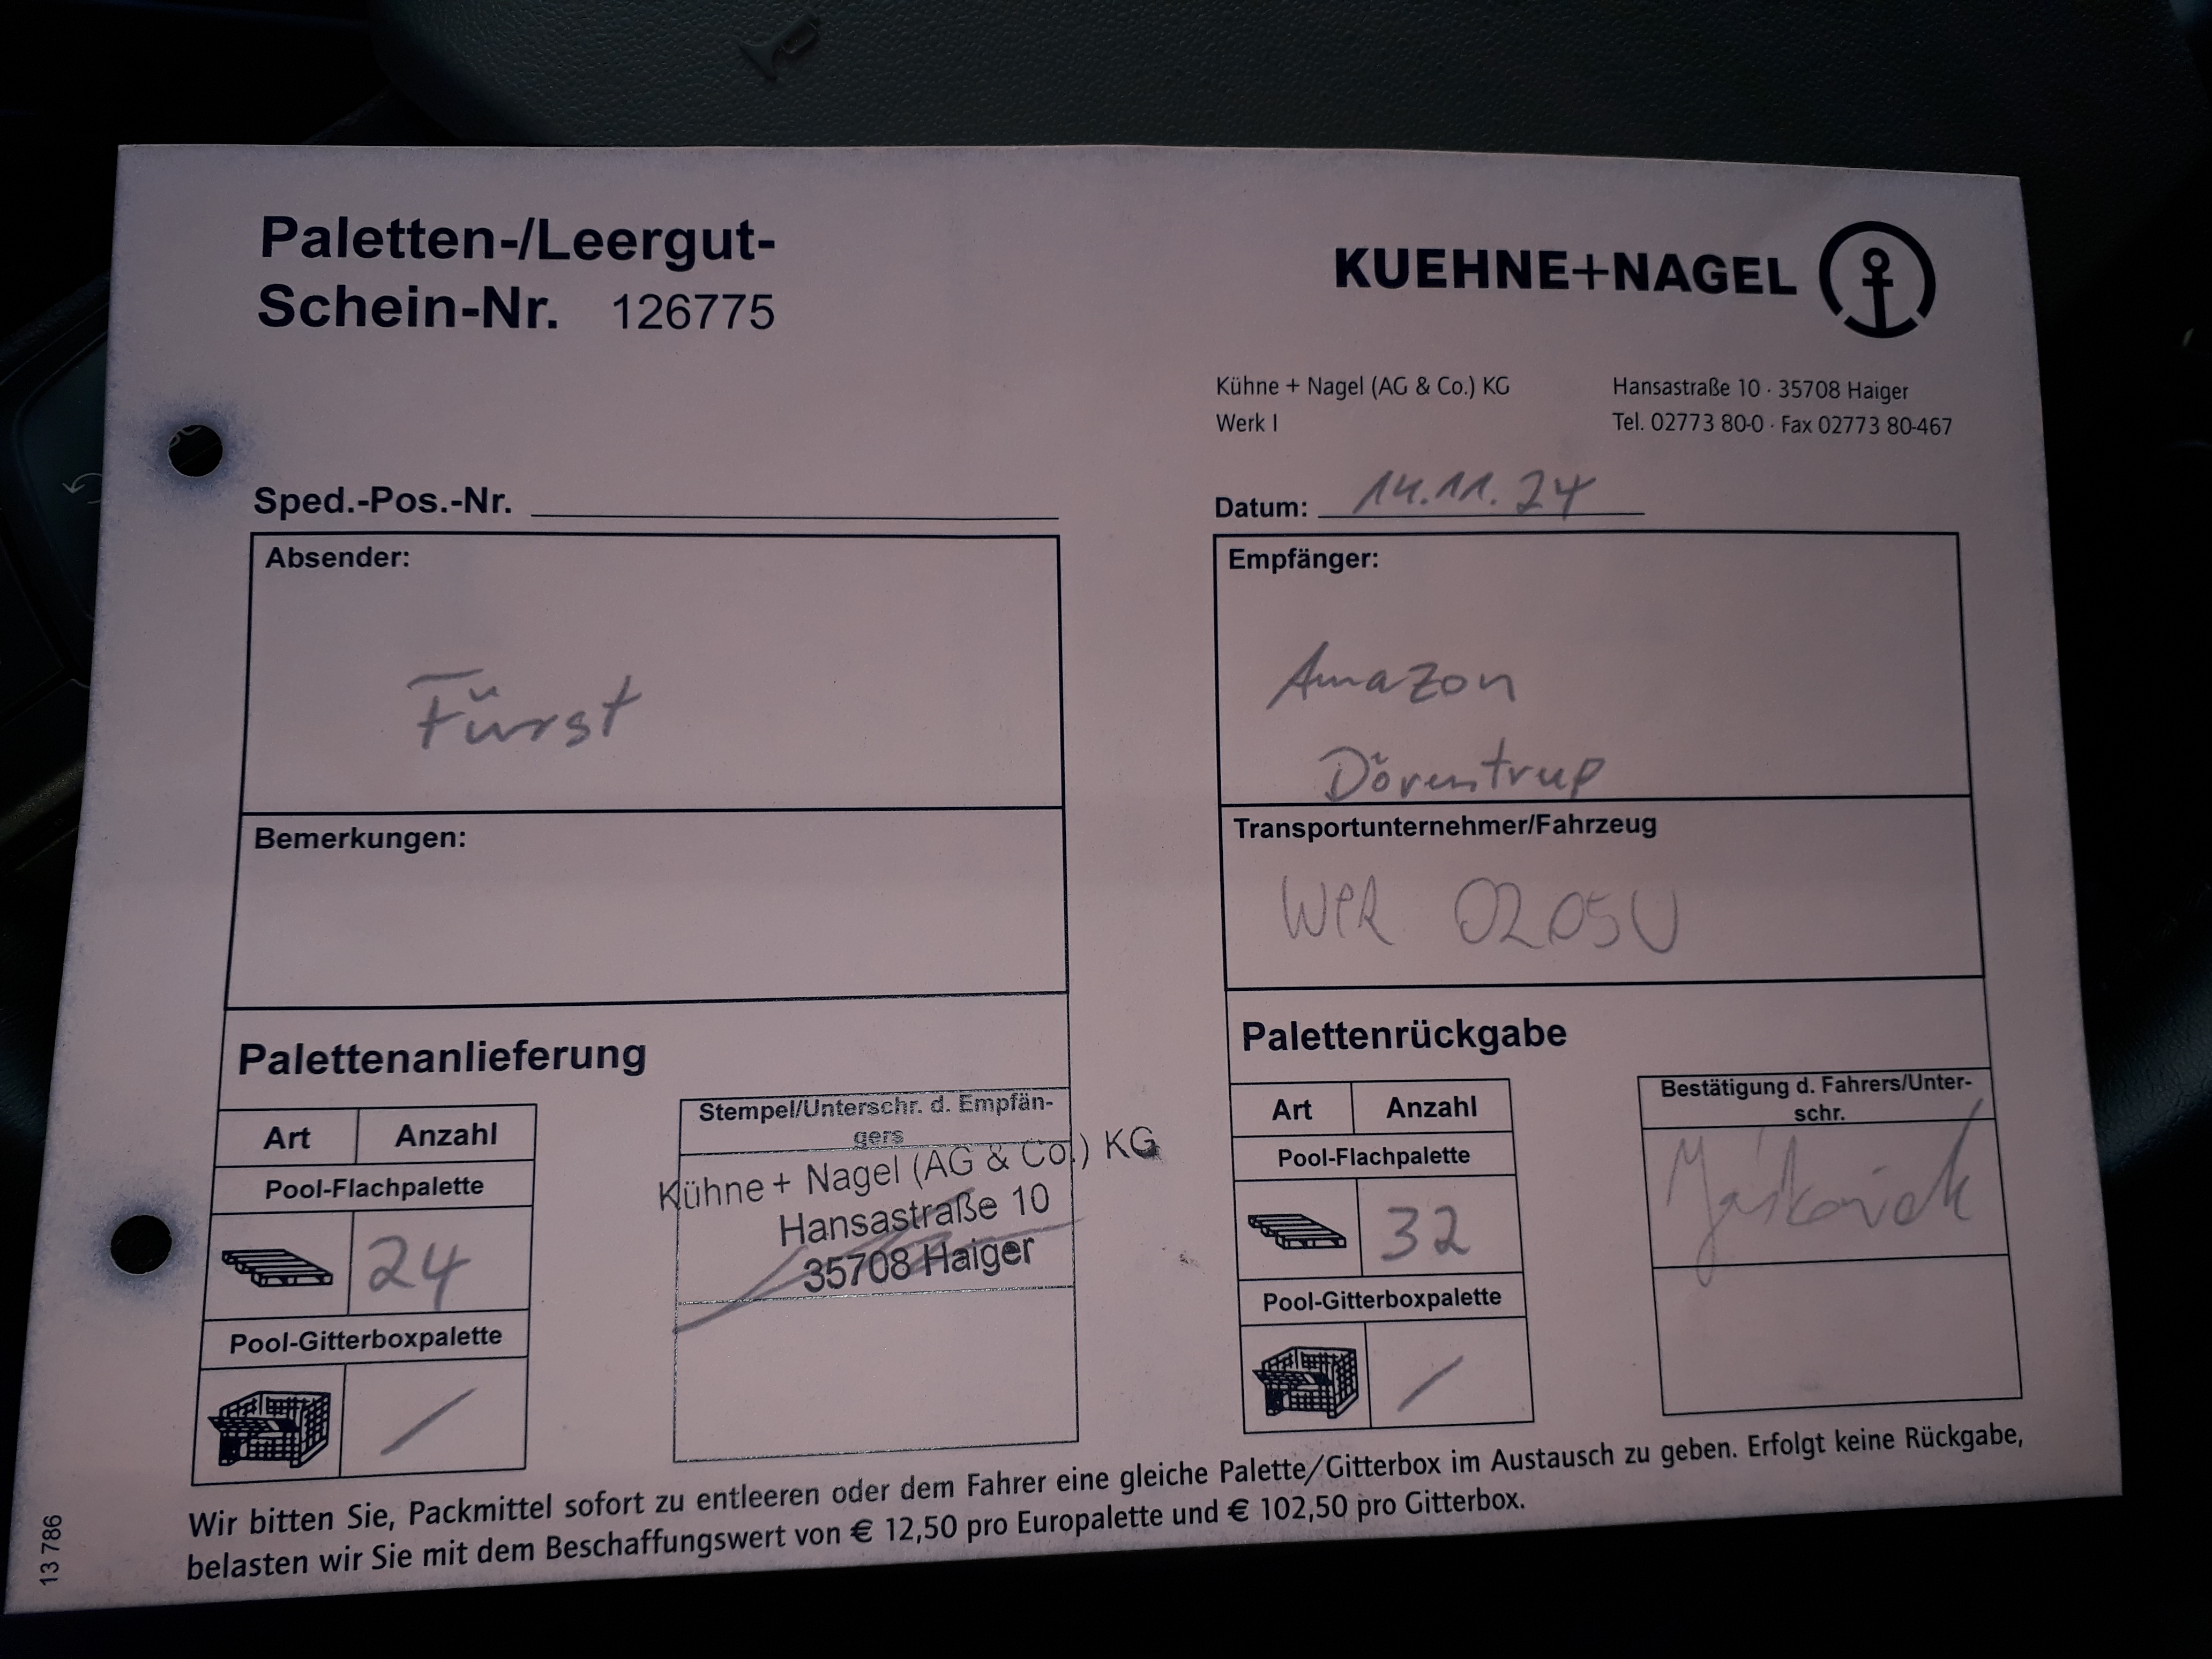 Paletten-/Leergut-
Schein-Nr. 126775
KUEHNE+NAGEL
Kühne + Nagel (AG & Co.) KG
Werk I
Hansastraße 10 · 35708 Haiger
Tel. 02773 80-0 · Fax 02773 80-467
Sped.-Pos.-Nr.
Datum: 14.11.24
Absender:
Fürst
Empfänger:
Amazon
Dörentrup
Bemerkungen:
Transportunternehmer/Fahrzeug
WPR 0205U
Palettenanlieferung
Art Anzahl
Pool-Flachpalette
24
Pool-Gitterboxpalette
/
Stempel/Unterschr. d. Empfän-
gers
Kühne + Nagel (AG & Co.) KG
Hansastraße 10
35708 Haiger
Palettenrückgabe
Art Anzahl
Pool-Flachpalette
32
Pool-Gitterboxpalette
/
Bestätigung d. Fahrers/Unter-
schr.
Wir bitten Sie, Packmittel sofort zu entleeren oder dem Fahrer eine gleiche Palette/Gitterbox im Austausch zu geben. Erfolgt keine Rückgabe,
belasten wir Sie mit dem Beschaffungswert von € 12,50 pro Europalette und € 102,50 pro Gitterbox.
13 786